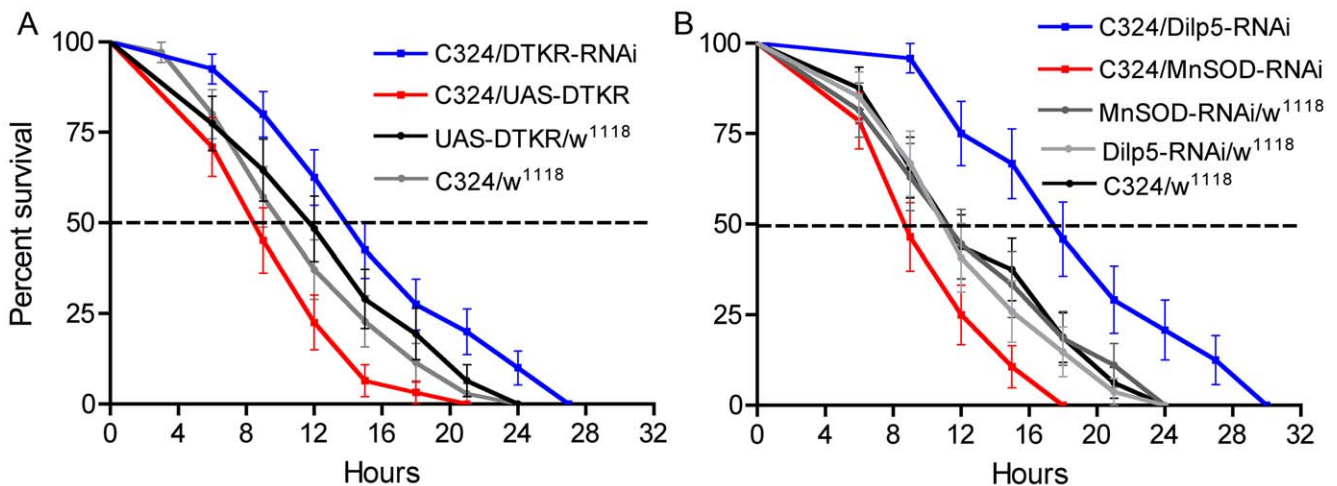 A
Percent survival
100
75
50
25
0
0 4 8 12 16 20 24 28 32
Hours
C324/DTKR-RNAi
C324/UAS-DTKR
UAS-DTKR/w¹¹¹⁸
C324/w¹¹¹⁸
B
100
75
50
25
0
0 4 8 12 16 20 24 28 32
Hours
C324/Dilp5-RNAi
C324/MnSOD-RNAi
MnSOD-RNAi/w¹¹¹⁸
Dilp5-RNAi/w¹¹¹⁸
C324/w¹¹¹⁸